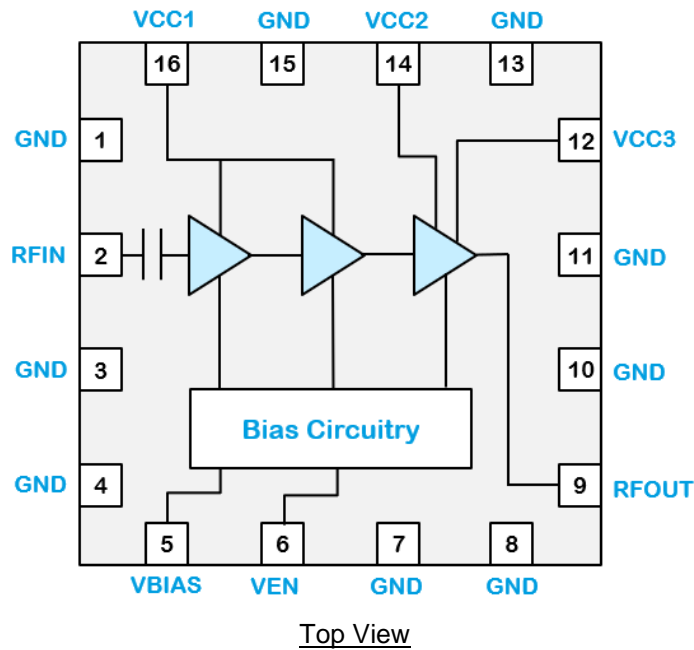 VCC1 GND VCC2 GND
16 15 14 13
GND 1 12 VCC3
RFIN 2 11 GND
GND 3 10 GND
Bias Circuitry
GND 4 9 RFOUT
5 6 7 8
VBIAS VEN GND GND
Top View